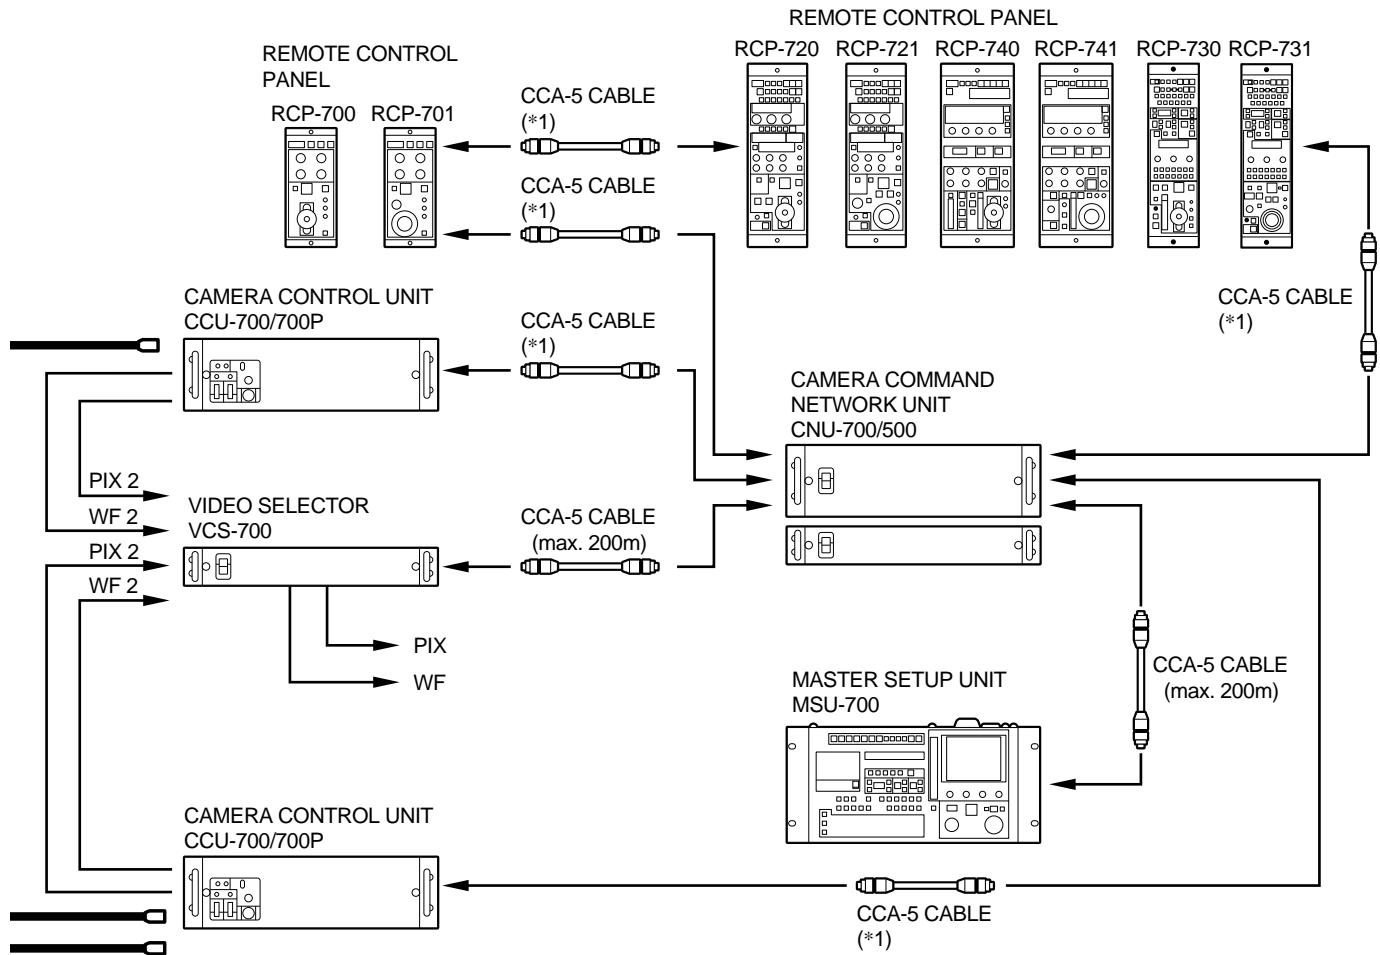 REMOTE CONTROL PANEL
RCP-720 RCP-721 RCP-740 RCP-741 RCP-730 RCP-731
REMOTE CONTROL
PANEL
RCP-700 RCP-701
CCA-5 CABLE
(*1)
CCA-5 CABLE
(*1)
CCA-5 CABLE
(*1)
CAMERA CONTROL UNIT
CCU-700/700P
CCA-5 CABLE
(*1)
CAMERA COMMAND
NETWORK UNIT
CNU-700/500
PIX 2
WF 2
PIX 2
WF 2
VIDEO SELECTOR
VCS-700
CCA-5 CABLE
(max. 200m)
PIX
WF
MASTER SETUP UNIT
MSU-700
CCA-5 CABLE
(max. 200m)
CAMERA CONTROL UNIT
CCU-700/700P
CCA-5 CABLE
(*1)